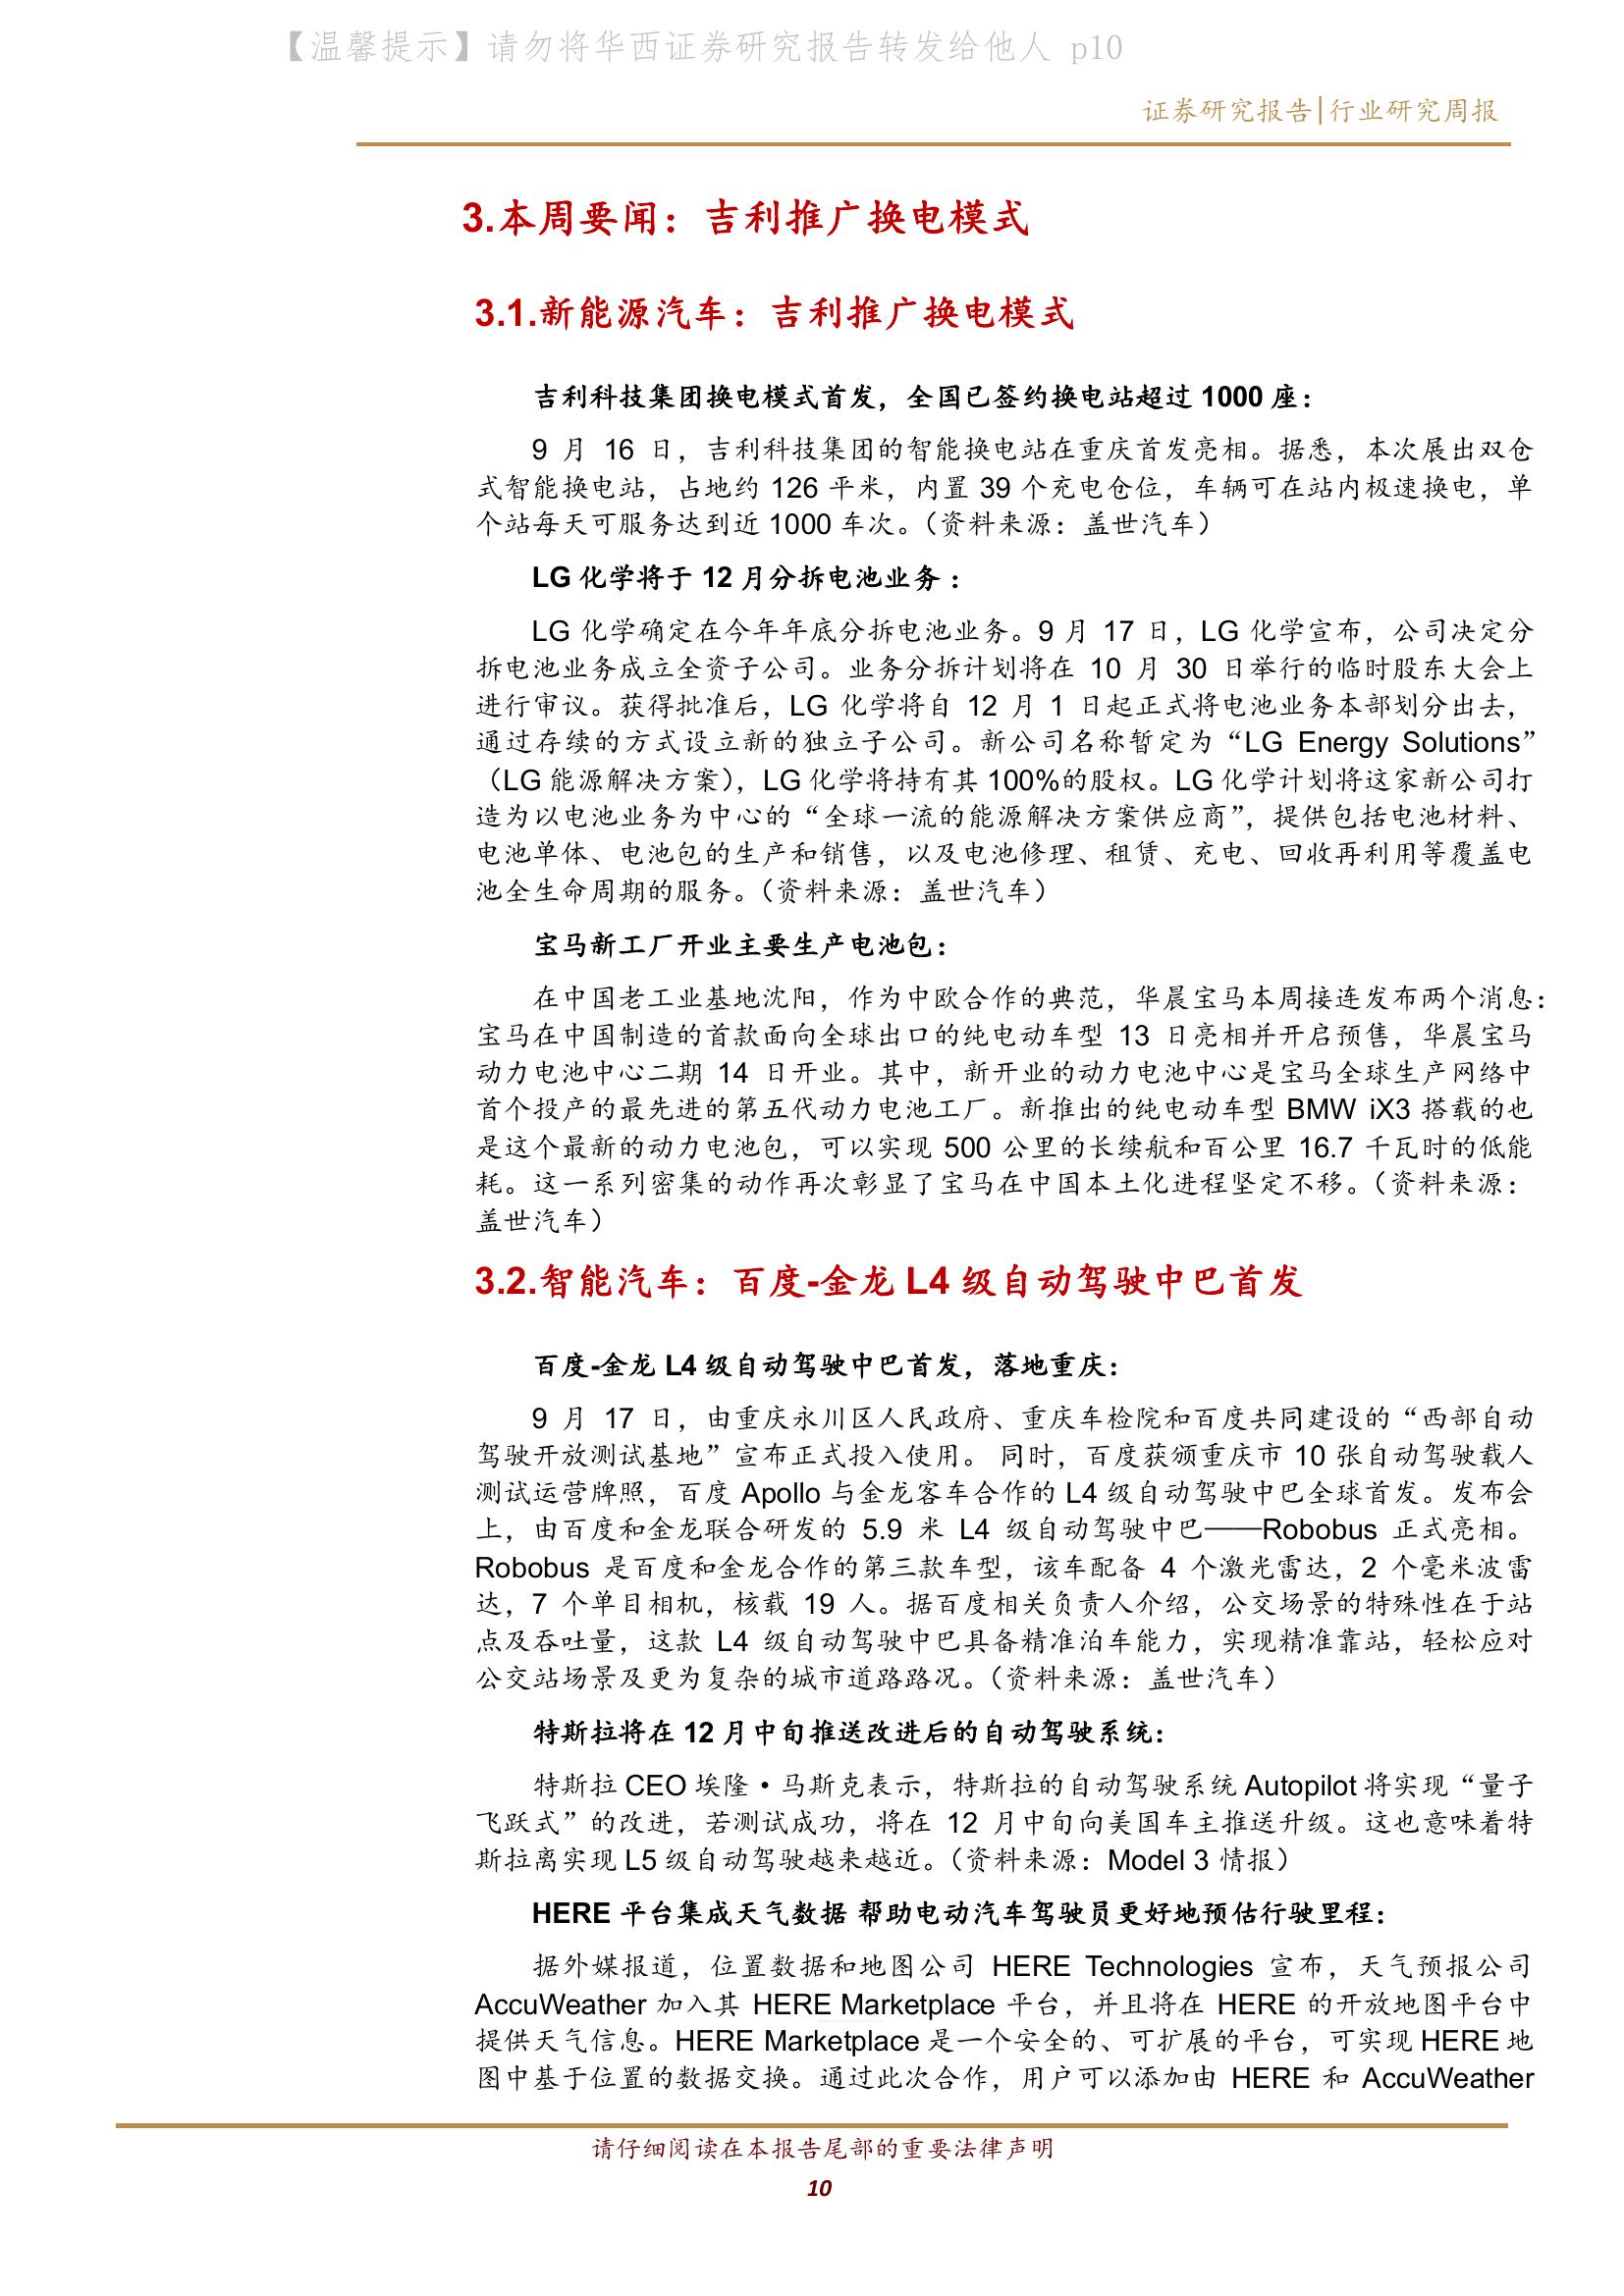 【温馨提示】请勿将华西证券研究报告转发给他人 p10
证券研究报告|行业研究周报
3.本周要闻：吉利推广换电模式
3.1.新能源汽车：吉利推广换电模式
吉利科技集团换电模式首发，全国已签约换电站超过 1000 座：
9 月 16 日，吉利科技集团的智能换电站在重庆首发亮相。据悉，本次展出双仓
式智能换电站，占地约 126 平米，内置 39 个充电仓位，车辆可在站内极速换电，单
个站每天可服务达到近 1000 车次。（资料来源：盖世汽车）
LG 化学将于 12 月分拆电池业务：
LG 化学确定在今年年底分拆电池业务。9 月 17 日，LG 化学宣布，公司决定分
拆电池业务成立全资子公司。业务分拆计划将在 10 月 30 日举行的临时股东大会上
进行审议。获得批准后，LG 化学将自 12 月 1 日起正式将电池业务本部划分出去，
通过存续的方式设立新的独立子公司。新公司名称暂定为“LG Energy Solutions”
（LG 能源解决方案），LG 化学将持有其 100%的股权。LG 化学计划将这家新公司打
造为以电池业务为中心的“全球一流的能源解决方案供应商”，提供包括电池材料、
电池单体、电池包的生产和销售，以及电池修理、租赁、充电、回收再利用等覆盖电
池全生命周期的服务。（资料来源：盖世汽车）
宝马新工厂开业主要生产电池包：
在中国老工业基地沈阳，作为中欧合作的典范，华晨宝马本周接连发布两个消息：
宝马在中国制造的首款面向全球出口的纯电动车型 13 日亮相并开启预售，华晨宝马
动力电池中心二期 14 日开业。其中，新开业的动力电池中心是宝马全球生产网络中
首个投产的最先进的第五代动力电池工厂。新推出的纯电动车型 BMW iX3 搭载的也
是这个最新的动力电池包，可以实现 500 公里的长续航和百公里 16.7 千瓦时的低能
耗。这一系列密集的动作再次彰显了宝马在中国本土化进程坚定不移。（资料来源：
盖世汽车）
3.2.智能汽车：百度-金龙 L4 级自动驾驶中巴首发
百度-金龙 L4 级自动驾驶中巴首发，落地重庆：
9 月 17 日，由重庆永川区人民政府、重庆车检院和百度共同建设的“西部自动
驾驶开放测试基地”宣布正式投入使用。 同时，百度获颁重庆市 10 张自动驾驶载人
测试运营牌照，百度 Apollo 与金龙客车合作的 L4 级自动驾驶中巴全球首发。发布会
上，由百度和金龙联合研发的 5.9 米 L4 级自动驾驶中巴——Robobus 正式亮相。
Robobus 是百度和金龙合作的第三款车型，该车配备 4 个激光雷达，2 个毫米波雷
达，7 个单目相机，核载 19 人。据百度相关负责人介绍，公交场景的特殊性在于站
点及吞吐量，这款 L4 级自动驾驶中巴具备精准泊车能力，实现精准靠站，轻松应对
公交站场景及更为复杂的城市道路路况。（资料来源：盖世汽车）
特斯拉将在 12 月中旬推送改进后的自动驾驶系统：
特斯拉 CEO 埃隆·马斯克表示，特斯拉的自动驾驶系统 Autopilot 将实现“量子
飞跃式”的改进，若测试成功，将在 12 月中旬向美国车主推送升级。这也意味着特
斯拉离实现 L5 级自动驾驶越来越近。（资料来源：Model 3 情报）
HERE 平台集成天气数据 帮助电动汽车驾驶员更好地预估行驶里程：
据外媒报道，位置数据和地图公司 HERE Technologies 宣布，天气预报公司
AccuWeather 加入其 HERE Marketplace 平台，并且将在 HERE 的开放地图平台中
提供天气信息。HERE Marketplace 是一个安全的、可扩展的平台，可实现 HERE 地
图中基于位置的数据交换。通过此次合作，用户可以添加由 HERE 和 AccuWeather
请仔细阅读在本报告尾部的重要法律声明
10